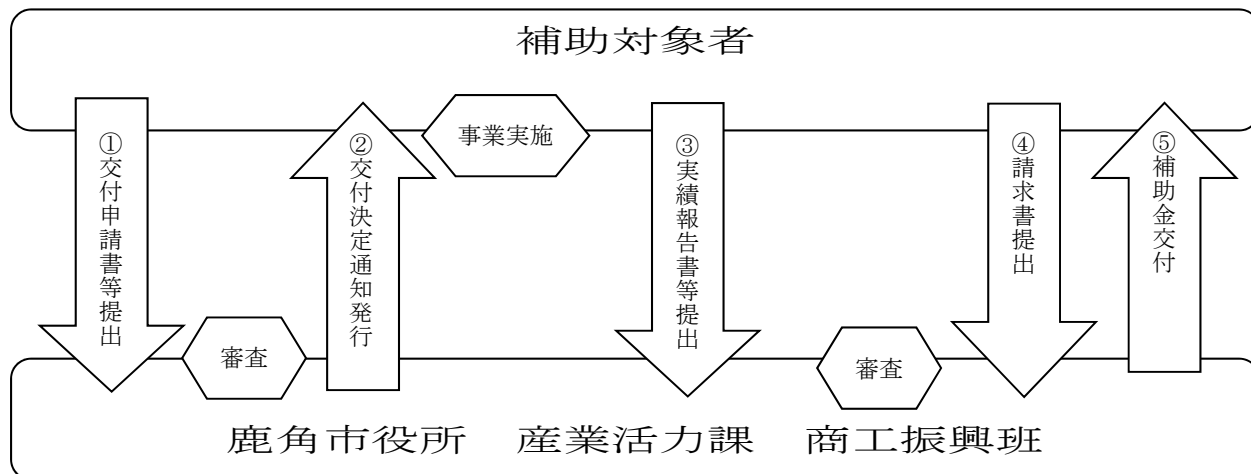 補助対象者
①交付申請書等提出
審査
②交付決定通知発行
事業実施
③実績報告書等提出
審査
④請求書提出
⑤補助金交付
鹿角市役所　産業活力課　商工振興班